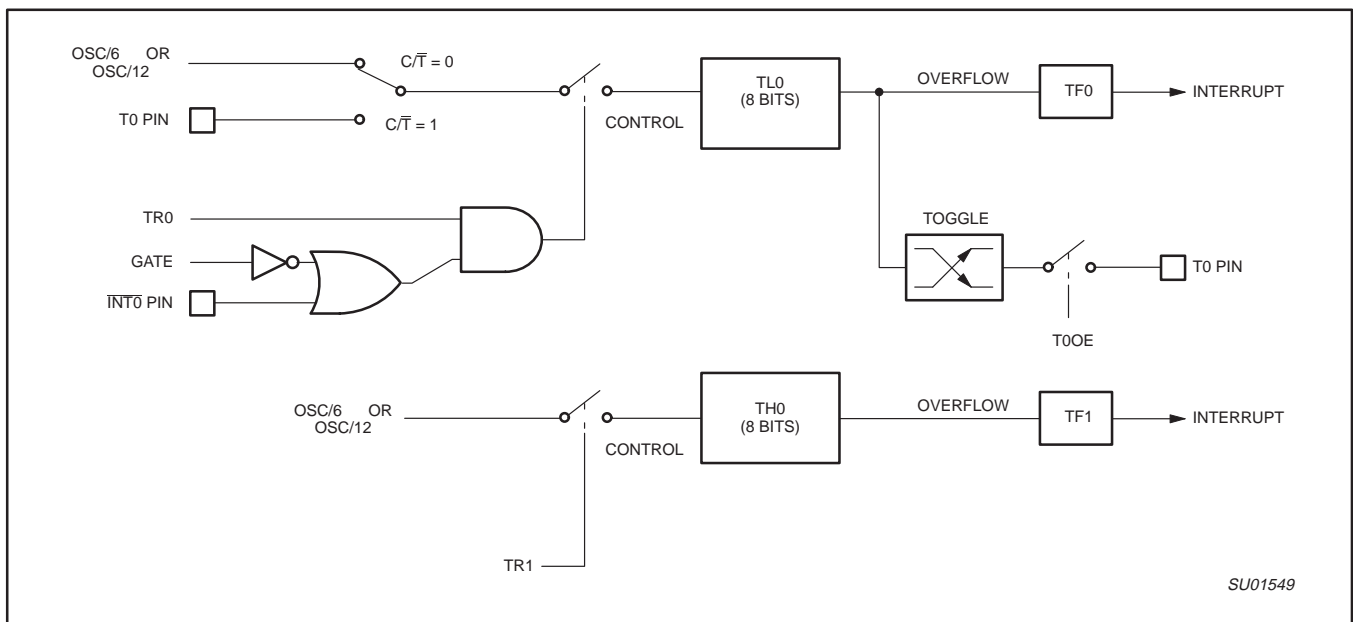 OSC/6 OR
OSC/12
C/T̅ = 0
T0 PIN
C/T̅ = 1
CONTROL
TL0
(8 BITS)
OVERFLOW
TF0
INTERRUPT
TR0
GATE
I̅N̅T̅0̅ PIN
TOGGLE
T0 PIN
T0OE
OSC/6 OR
OSC/12
CONTROL
TH0
(8 BITS)
OVERFLOW
TF1
INTERRUPT
TR1
SU01549